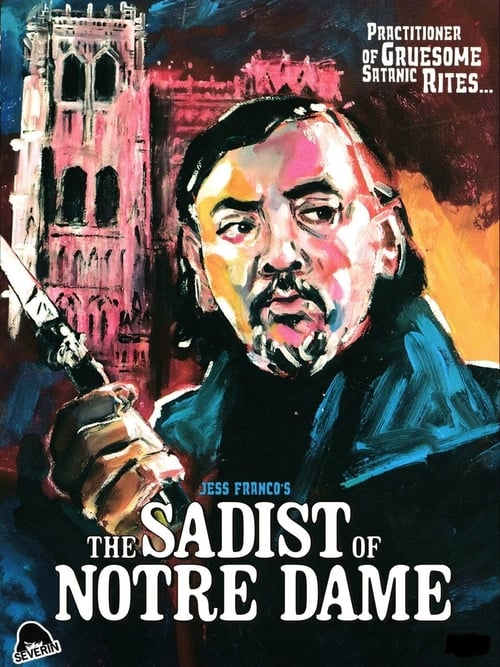 PRACTITIONER
OF GRUESOME
SATANIC RITES...
JESS FRANCO'S
THE SADIST OF
NOTRE DAME
SEVERIN